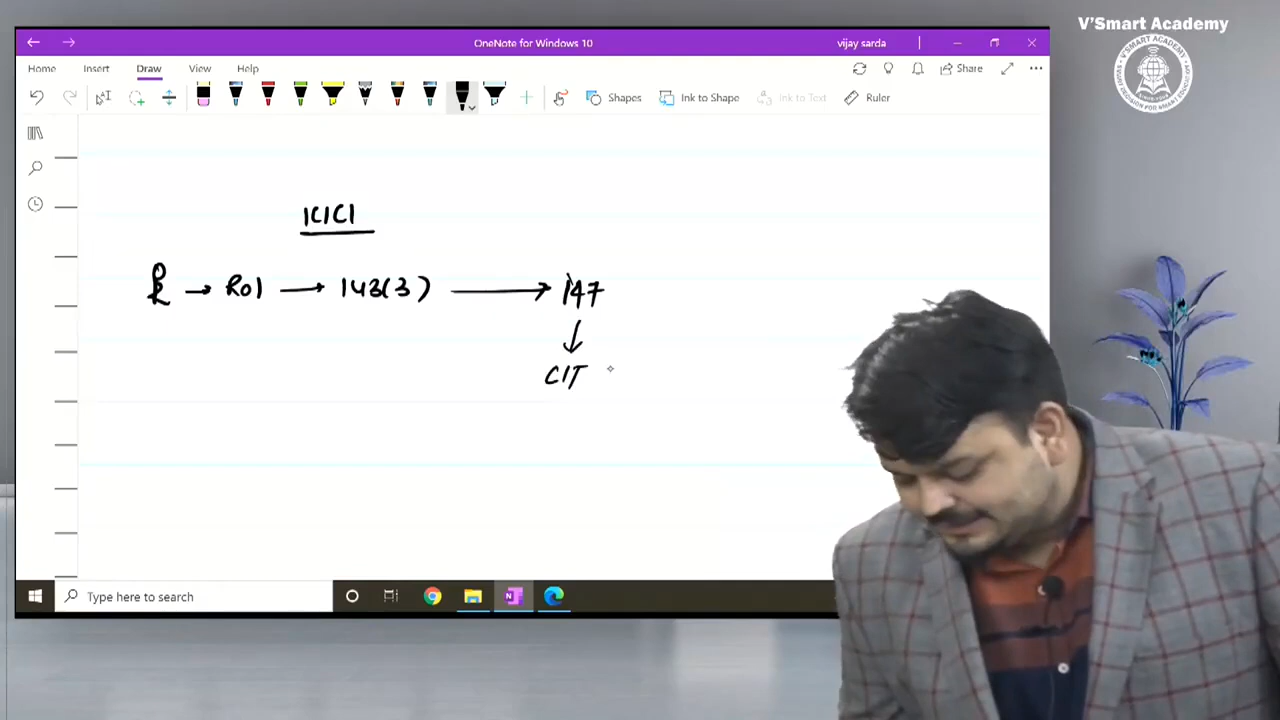 V'Smart Academy
OneNote for Windows 10
vijay sarda
Home Insert Draw View Help
Share
Shapes Ink to Shape Ink to Text Ruler
ICICI
→ ROI → 143(3) → 147
↓
CIT
Type here to search